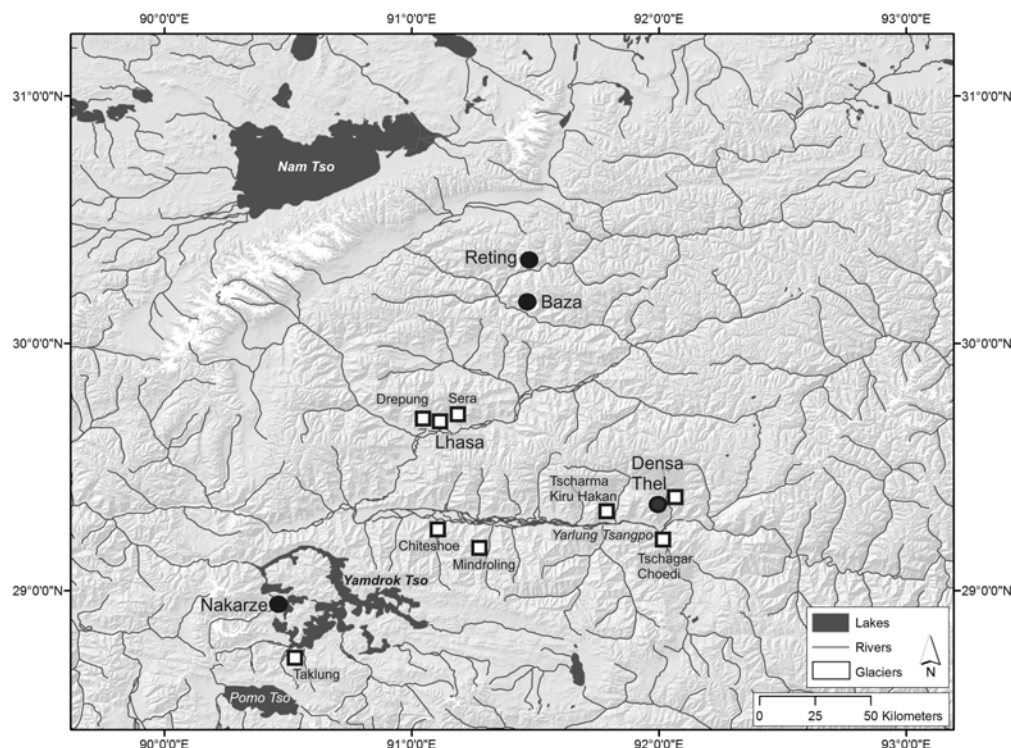 90°0'0"E 91°0'0"E 92°0'0"E 93°0'0"E
31°0'0"N 31°0'0"N
Nam Tso
Reting
Baza
30°0'0"N 30°0'0"N
Drepung Sera
Lhasa
Densa
Thel
Tscharma
Kiru Hakan
Yarlung Tsangpo
Chiteshoe
Mindroling
Tschagar
Choedi
Yamdrok Tso
29°0'0"N 29°0'0"N
Nakarze
Taklung
Pomo Tso
Lakes
Rivers
Glaciers
N
0 25 50 Kilometers
90°0'0"E 91°0'0"E 92°0'0"E 93°0'0"E